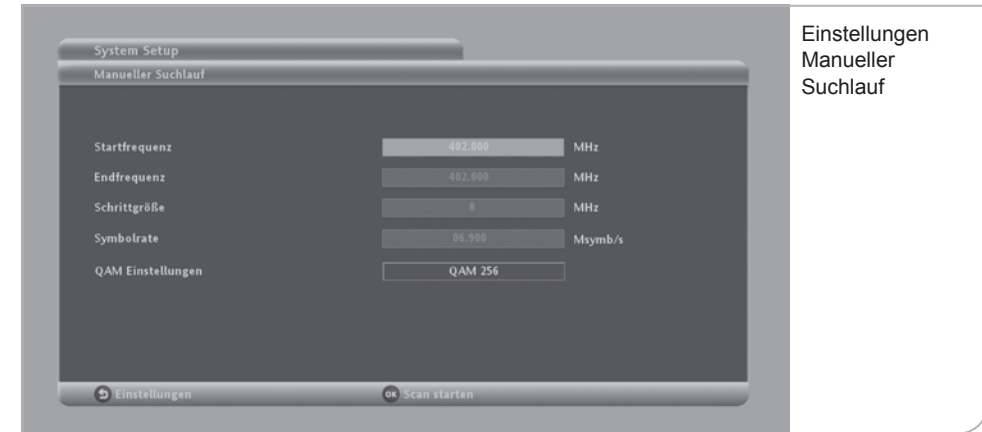 System Setup
Manueller Suchlauf
Startfrequenz 402.000 MHz
Endfrequenz 402.000 MHz
Schrittgröße 8 MHz
Symbolrate 06.900 Msymb/s
QAM Einstellungen QAM 256
Einstellungen OK Scan starten
Einstellungen
Manueller
Suchlauf